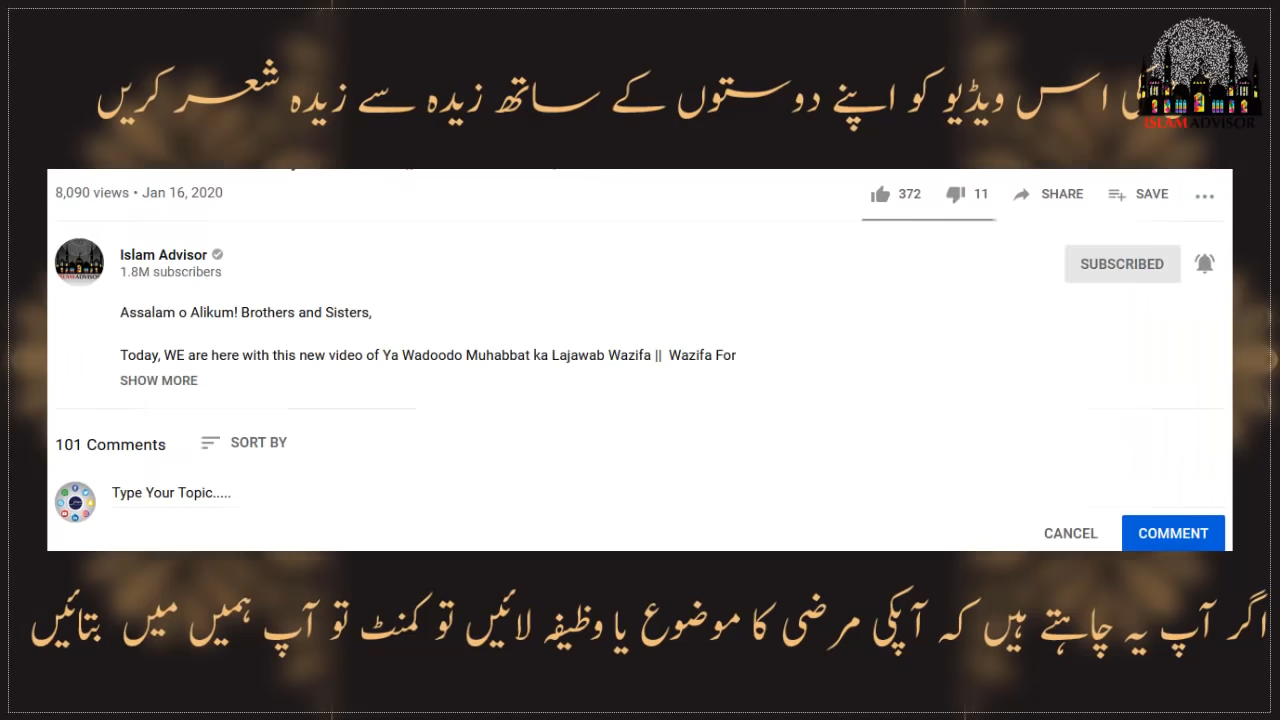 اس ویڈیو کو اپنے دوستوں کے ساتھ زیدہ سے زیدہ شعر کریں
ISLAM ADVISOR
8,090 views • Jan 16, 2020
372
11
SHARE
SAVE
Islam Advisor
1.8M subscribers
SUBSCRIBED
Assalam o Alikum! Brothers and Sisters,
Today, WE are here with this new video of Ya Wadoodo Muhabbat ka Lajawab Wazifa || Wazifa For
SHOW MORE
101 Comments
SORT BY
Type Your Topic.....
CANCEL
COMMENT
اگر آپ یہ چاہتے ہیں کہ آپکی مرضی کا موضوع یا وظیفہ لائیں تو کمنٹ تو آپ ہمیں میں بتائیں